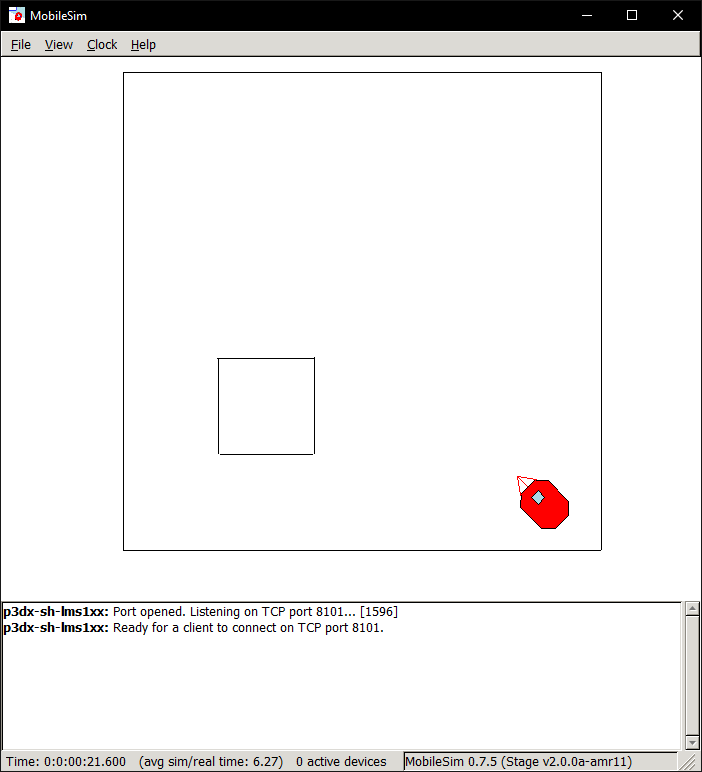 MobileSim
File View Clock Help
p3dx-sh-lms1xx: Port opened. Listening on TCP port 8101... [1596]
p3dx-sh-lms1xx: Ready for a client to connect on TCP port 8101.
Time: 0:0:00:21.600 (avg sim/real time: 6.27) 0 active devices MobileSim 0.7.5 (Stage v2.0.0a-amr11)